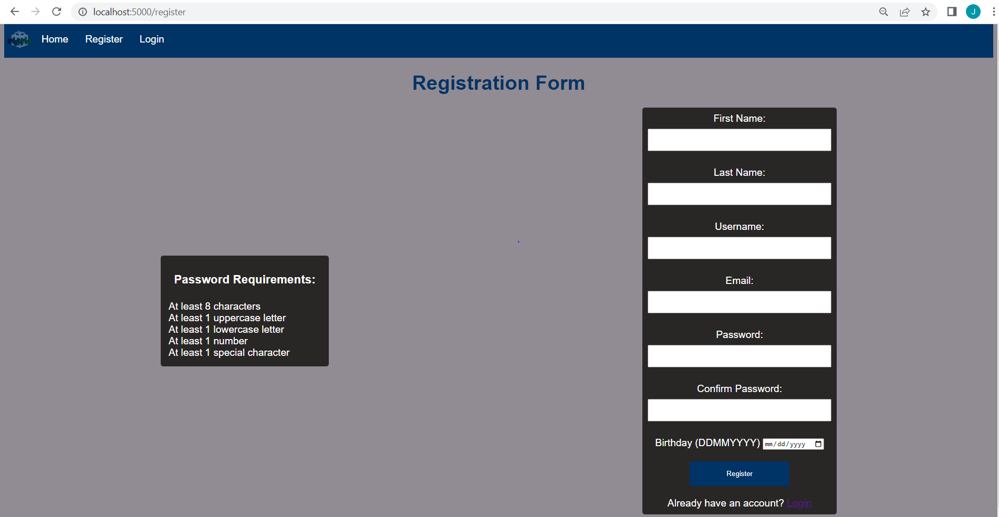 localhost:5000/register
J
Home Register Login
Registration Form
Password Requirements:
At least 8 characters
At least 1 uppercase letter
At least 1 lowercase letter
At least 1 number
At least 1 special character
First Name:
Last Name:
Username:
Email:
Password:
Confirm Password:
Birthday (DDMMYYYY) mm/dd/yyyy
Register
Already have an account? Login